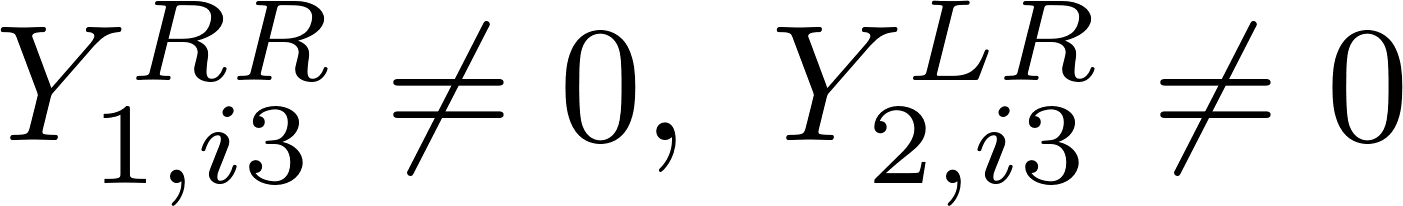 $Y_{1,i3}^{RR} \neq 0,\ Y_{2,i3}^{LR} \neq 0$